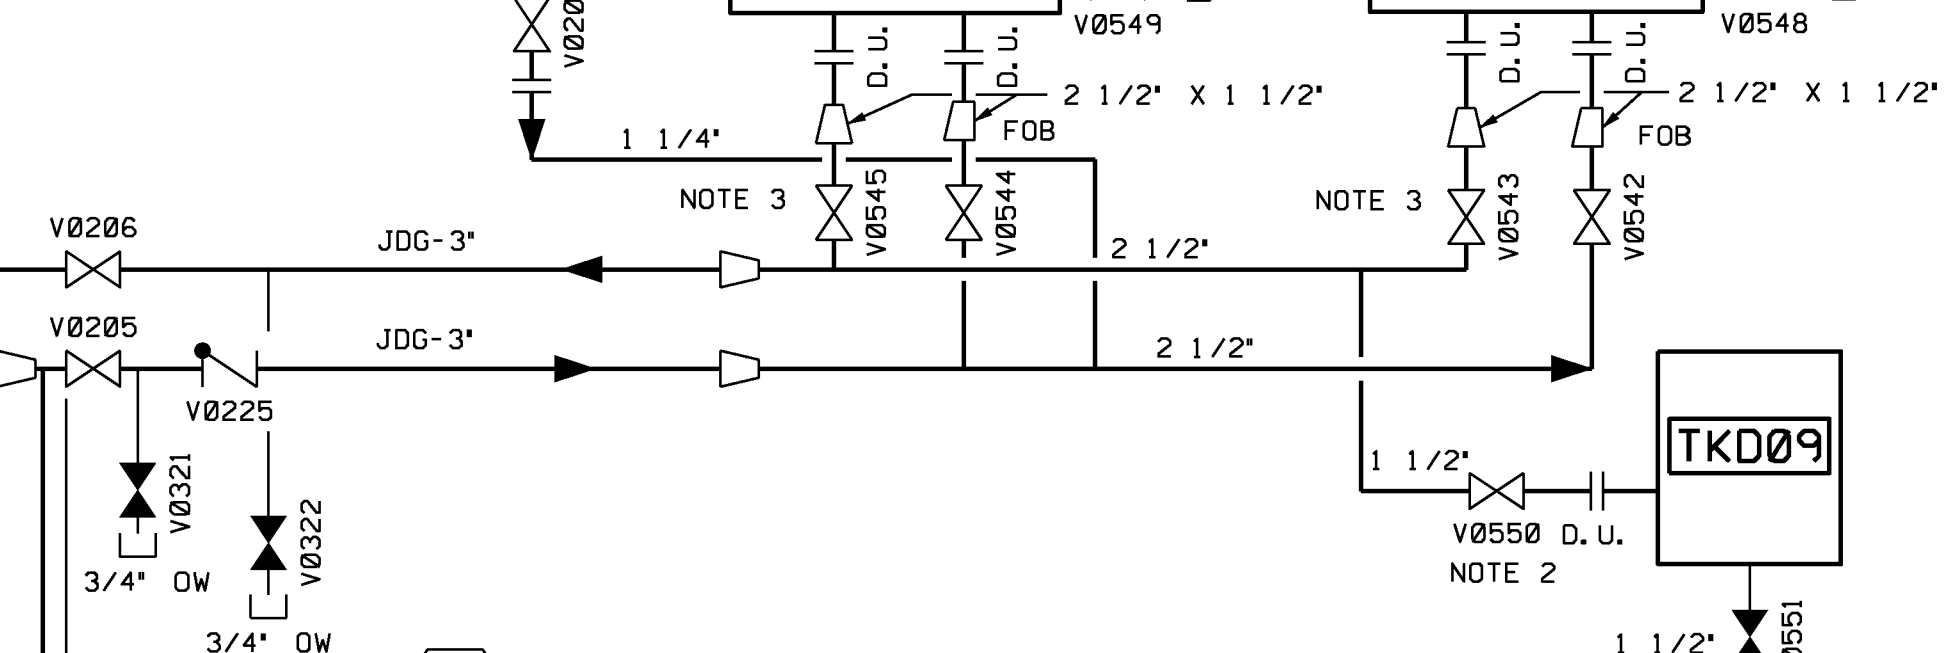 V0549
V0548
D.U.
D.U.
D.U.
D.U.
2 1/2" X 1 1/2"
2 1/2" X 1 1/2"
FOB
FOB
1 1/4"
NOTE 3
V0545
V0544
NOTE 3
V0543
V0542
V0206
JDG-3"
2 1/2"
V0205
JDG-3"
2 1/2"
V0225
TKD09
1 1/2"
V0321
V0322
V0550 D.U.
NOTE 2
3/4" OW
3/4" OW
1 1/2"